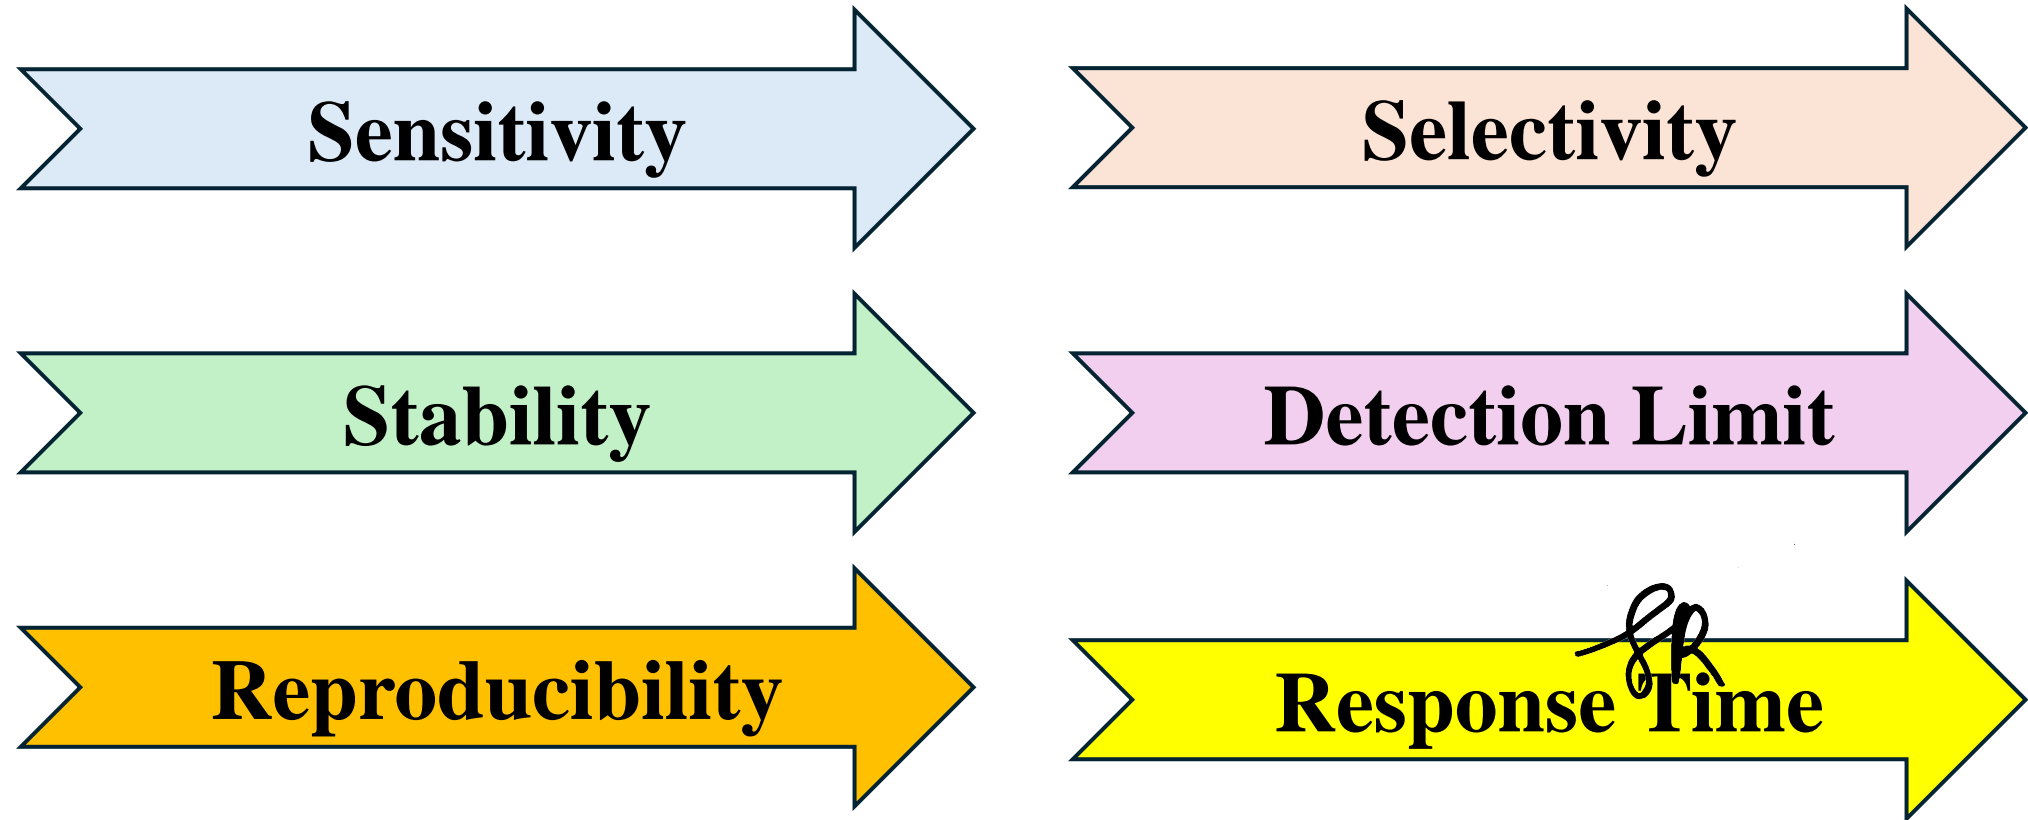 Sensitivity
Selectivity
Stability
Detection Limit
Reproducibility
Response Time